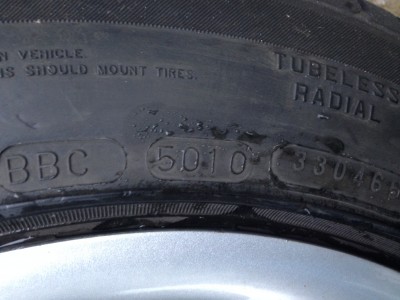 VEHICLE.
SHOULD MOUNT TIRES.
TUBELESS
RADIAL
BBC 5010 33046